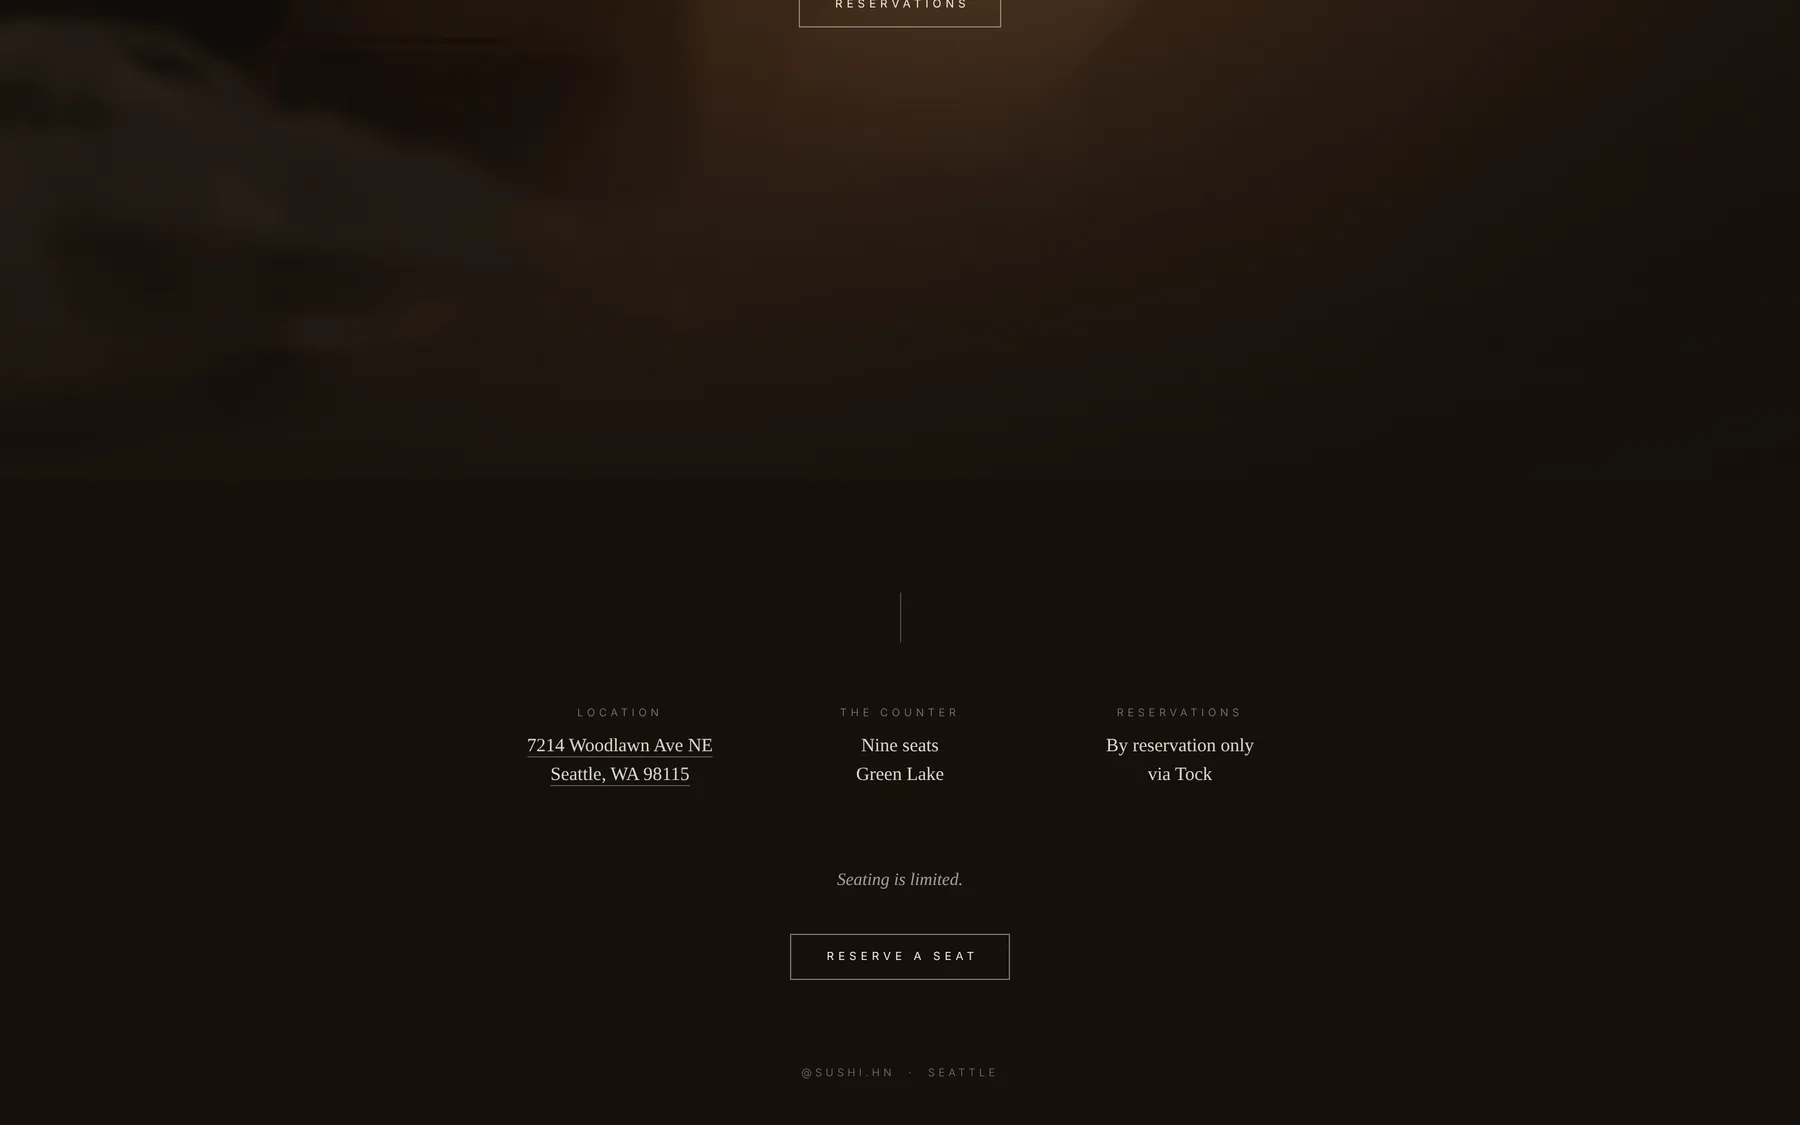 RESERVATIONS
LOCATION
7214 Woodlawn Ave NE
Seattle, WA 98115
THE COUNTER
Nine seats
Green Lake
RESERVATIONS
By reservation only
via Tock
Seating is limited.
RESERVE A SEAT
@SUSHI.HN · SEATTLE